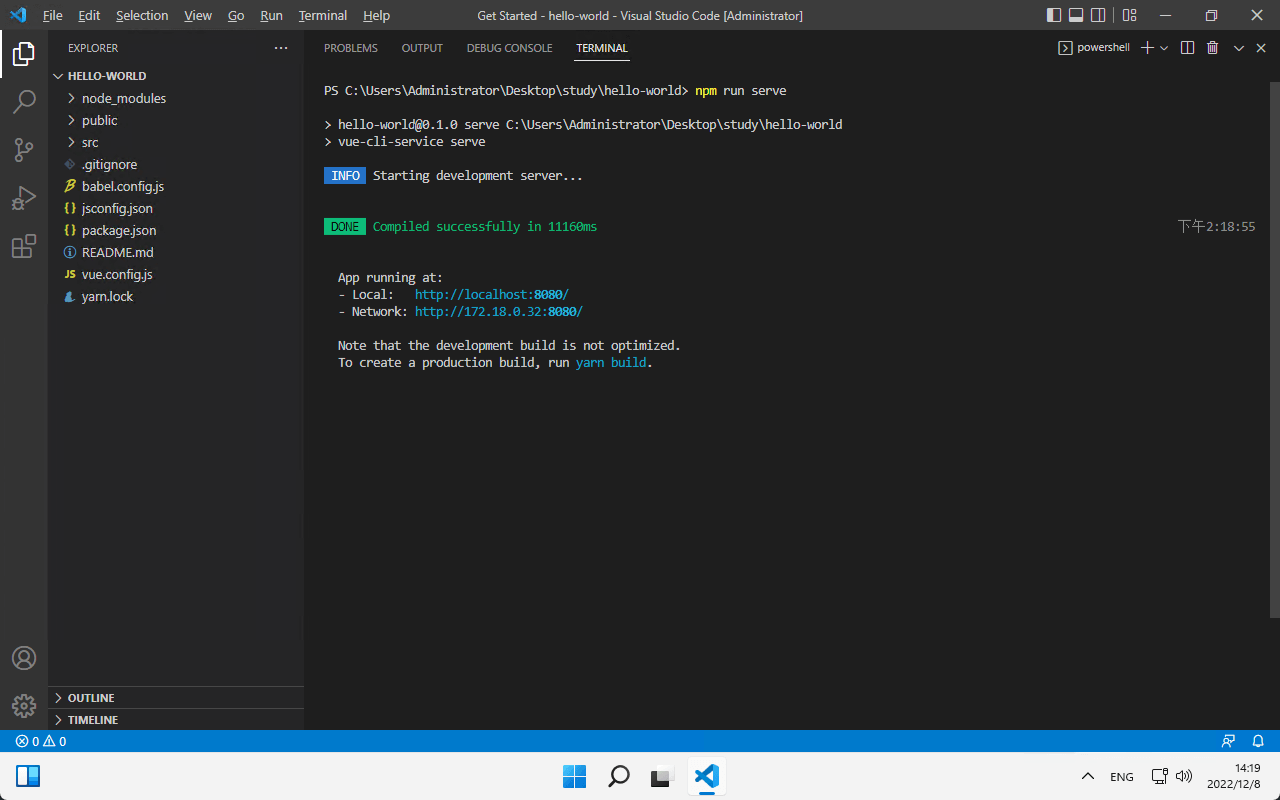 File Edit Selection View Go Run Terminal Help Get Started - hello-world - Visual Studio Code [Administrator]
EXPLORER
HELLO-WORLD
node_modules
public
src
.gitignore
babel.config.js
jsconfig.json
package.json
README.md
vue.config.js
yarn.lock
OUTLINE
TIMELINE
PROBLEMS OUTPUT DEBUG CONSOLE TERMINAL powershell
PS C:\Users\Administrator\Desktop\study\hello-world> npm run serve
> hello-world@0.1.0 serve C:\Users\Administrator\Desktop\study\hello-world
> vue-cli-service serve
INFO Starting development server...
DONE Compiled successfully in 11160ms 下午2:18:55
App running at:
- Local: http://localhost:8080/
- Network: http://172.18.0.32:8080/
Note that the development build is not optimized.
To create a production build, run yarn build.
0 0
ENG 14:19
2022/12/8